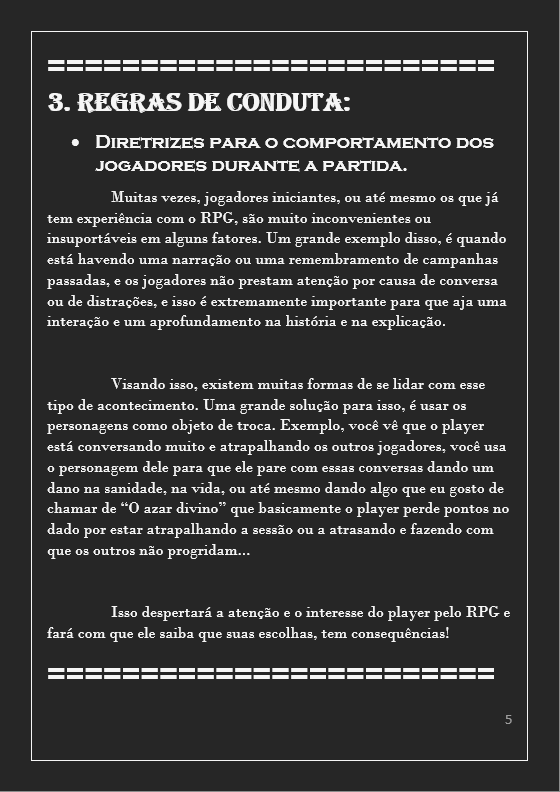 ========================
3. REGRAS DE CONDUTA:
• DIRETRIZES PARA O COMPORTAMENTO DOS
JOGADORES DURANTE A PARTIDA.
Muitas vezes, jogadores iniciantes, ou até mesmo os que já
tem experiência com o RPG, são muito inconvenientes ou
insuportáveis em alguns fatores. Um grande exemplo disso, é quando
está havendo uma narração ou uma remembramento de campanhas
passadas, e os jogadores não prestam atenção por causa de conversa
ou de distrações, e isso é extremamente importante para que aja uma
interação e um aprofundamento na história e na explicação.
Visando isso, existem muitas formas de se lidar com esse
tipo de acontecimento. Uma grande solução para isso, é usar os
personagens como objeto de troca. Exemplo, você vê que o player
está conversando muito e atrapalhando os outros jogadores, você usa
o personagem dele para que ele pare com essas conversas dando um
dano na sanidade, na vida, ou até mesmo dando algo que eu gosto de
chamar de “O azar divino” que basicamente o player perde pontos no
dado por estar atrapalhando a sessão ou a atrasando e fazendo com
que os outros não progridam...
Isso despertará a atenção e o interesse do player pelo RPG e
fará com que ele saiba que suas escolhas, tem consequências!
========================
5